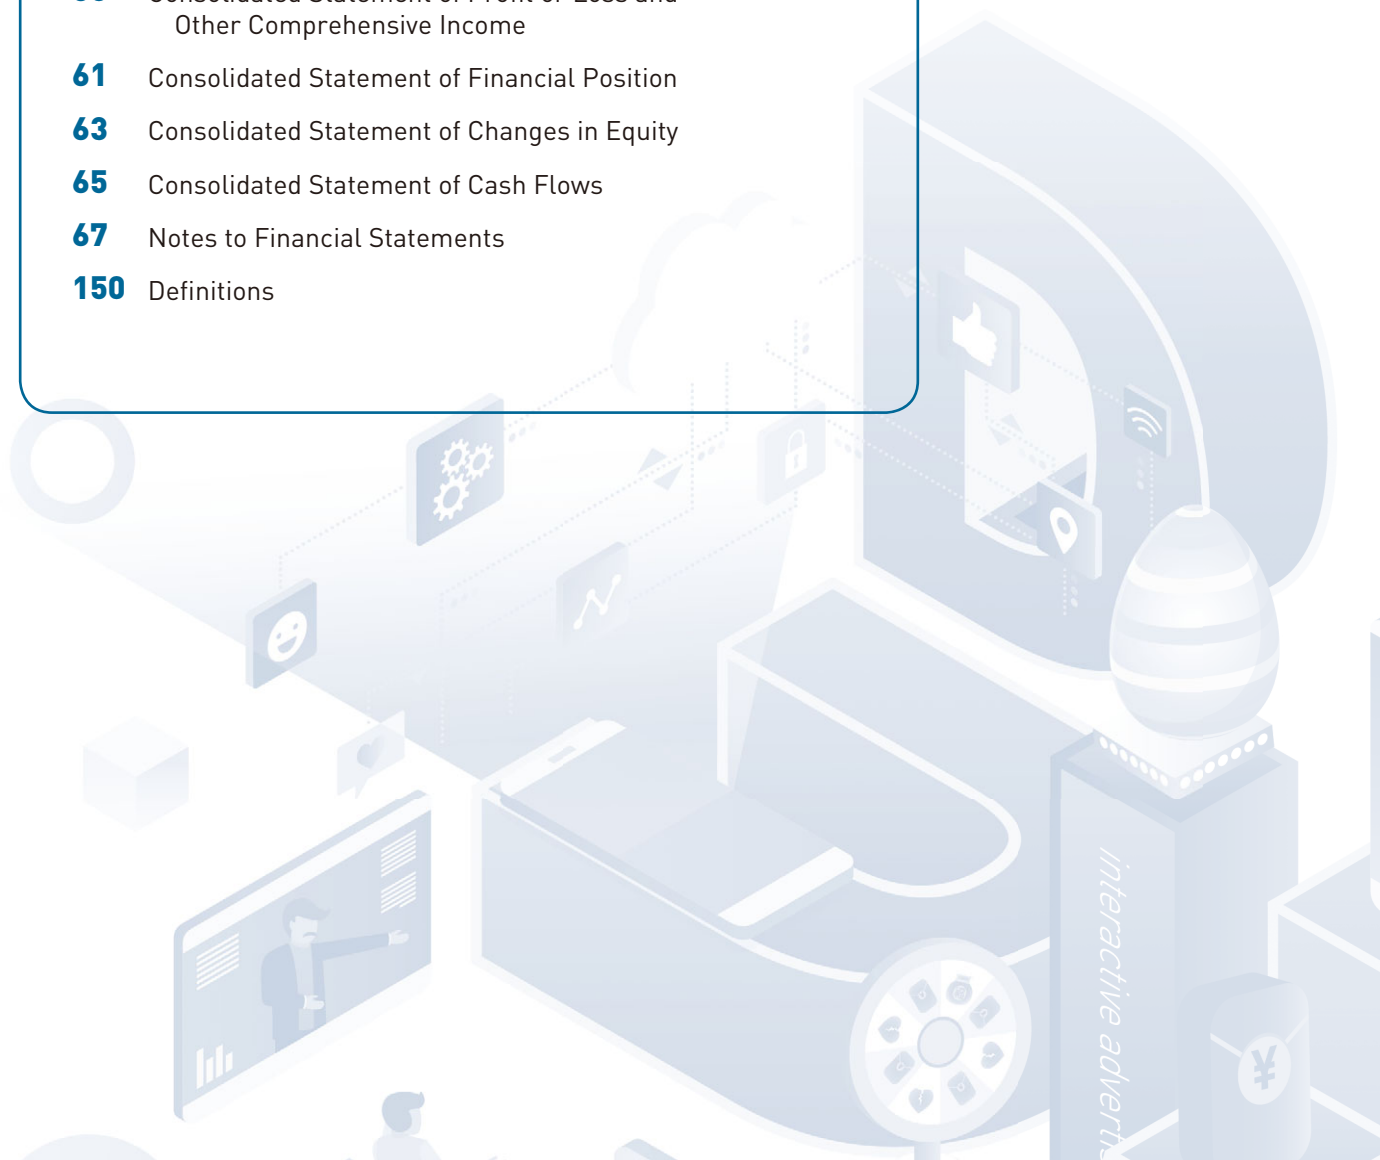 Other Comprehensive Income
61 Consolidated Statement of Financial Position
63 Consolidated Statement of Changes in Equity
65 Consolidated Statement of Cash Flows
67 Notes to Financial Statements
150 Definitions
interactive
¥